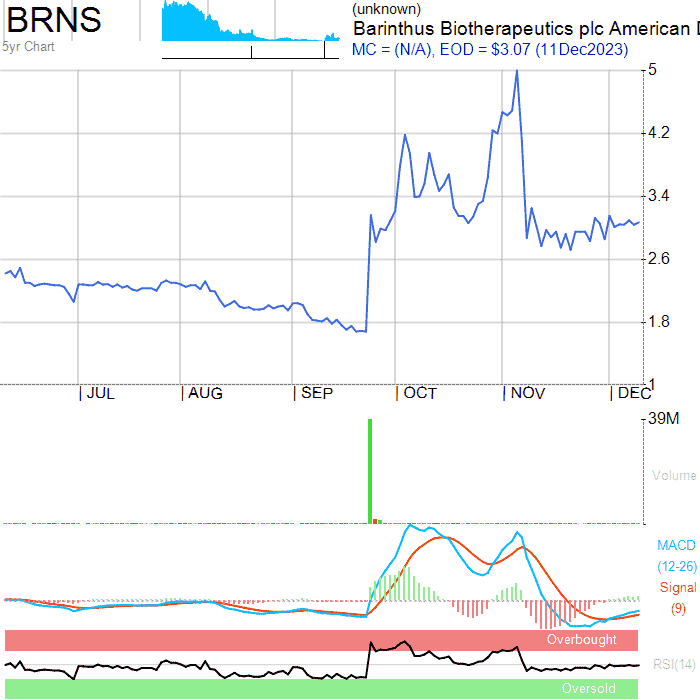 BRNS
5yr Chart
(unknown)
Barinthus Biotherapeutics plc American
MC = (N/A), EOD = $3.07 (11Dec2023)
5
4.2
3.4
2.6
1.8
1
JUL AUG SEP OCT NOV DEC
39M
Volume
MACD
(12-26)
Signal
(9)
Overbought
RSI(14)
Oversold